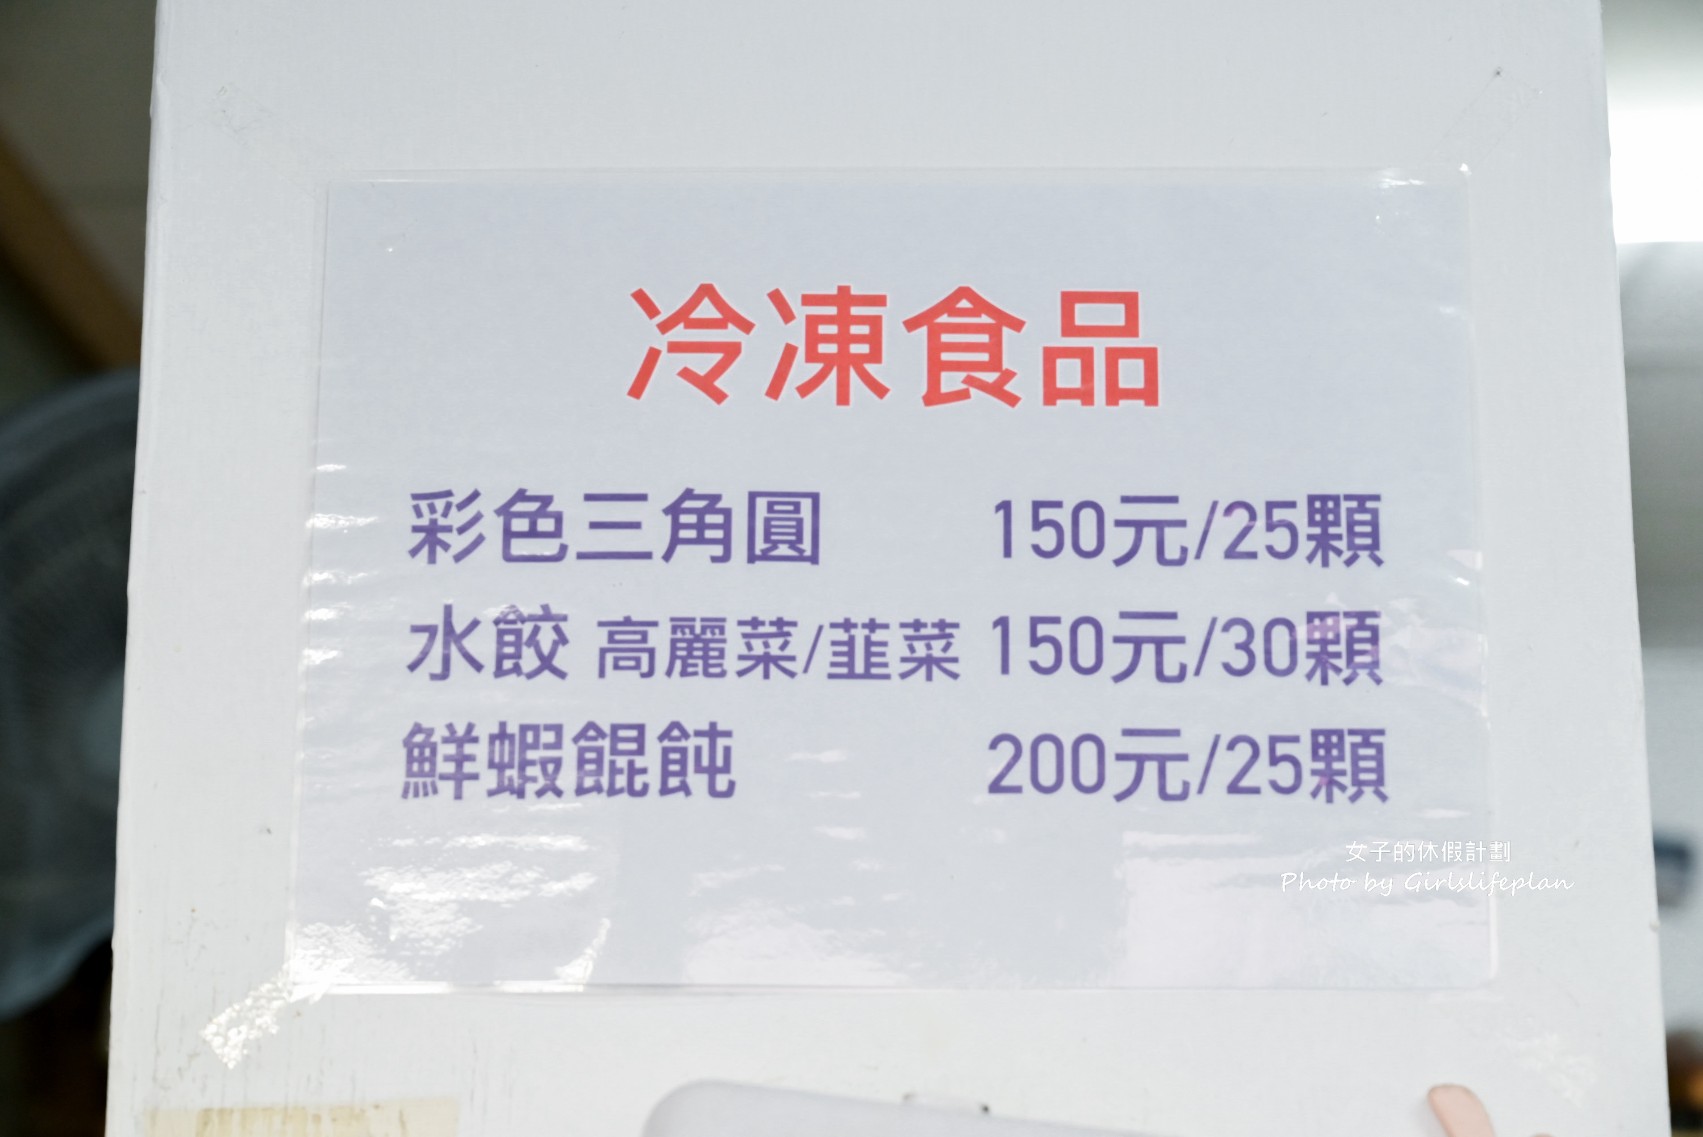 冷凍食品
彩色三角圓 150元/25顆
水餃 高麗菜/韮菜 150元/30顆
鮮蝦餛飩 200元/25顆
女子的休假計劃
Photo by Girlslifeplan